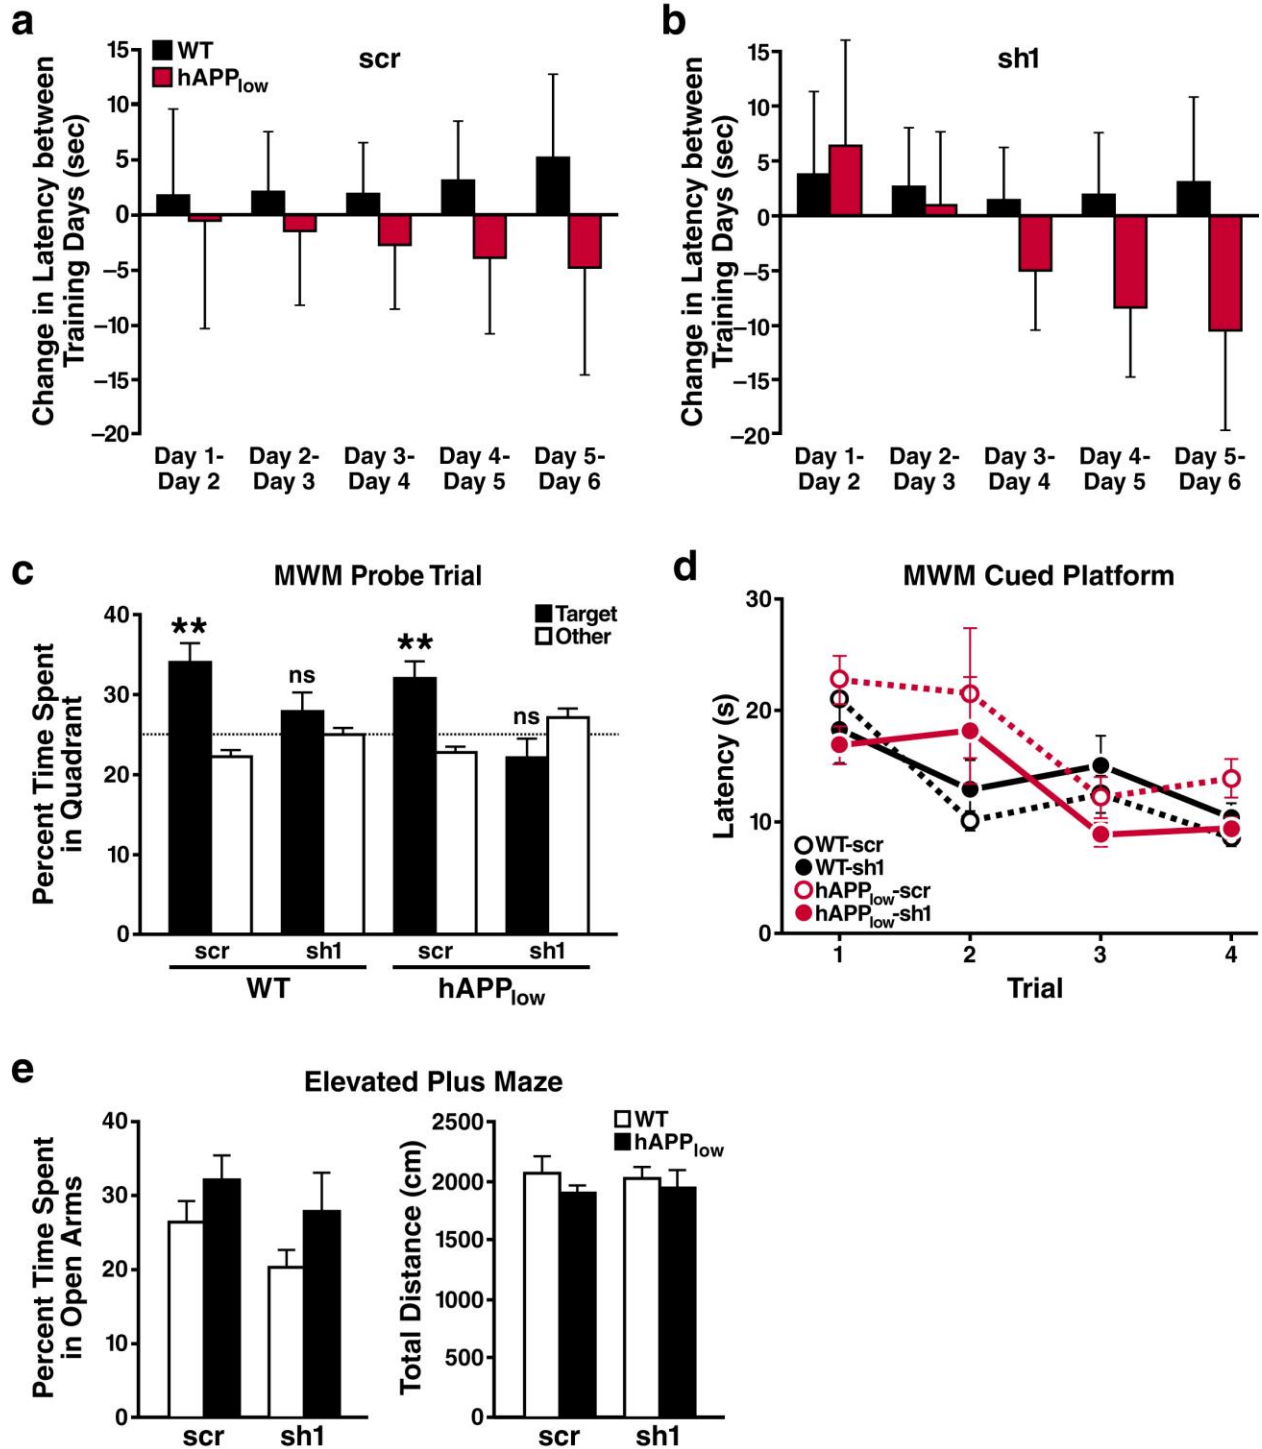 a
scr
WT
hAPPlow
Change in Latency between
Training Days (sec)
15
10
5
0
–5
–10
–15
–20
Day 1-
Day 2
Day 2-
Day 3
Day 3-
Day 4
Day 4-
Day 5
Day 5-
Day 6
b
sh1
Change in Latency between
Training Days (sec)
15
10
5
0
–5
–10
–15
–20
Day 1-
Day 2
Day 2-
Day 3
Day 3-
Day 4
Day 4-
Day 5
Day 5-
Day 6
c
MWM Probe Trial
Target
Other
Percent Time Spent
in Quadrant
40
30
20
10
0
**
ns
**
ns
scr
sh1
scr
sh1
WT
hAPPlow
d
MWM Cued Platform
Latency (s)
30
20
10
0
WT-scr
WT-sh1
hAPPlow-scr
hAPPlow-sh1
1
2
3
4
Trial
e
Elevated Plus Maze
Percent Time Spent
in Open Arms
40
30
20
10
0
scr
sh1
WT
hAPPlow
Total Distance (cm)
2500
2000
1500
1000
500
0
scr
sh1